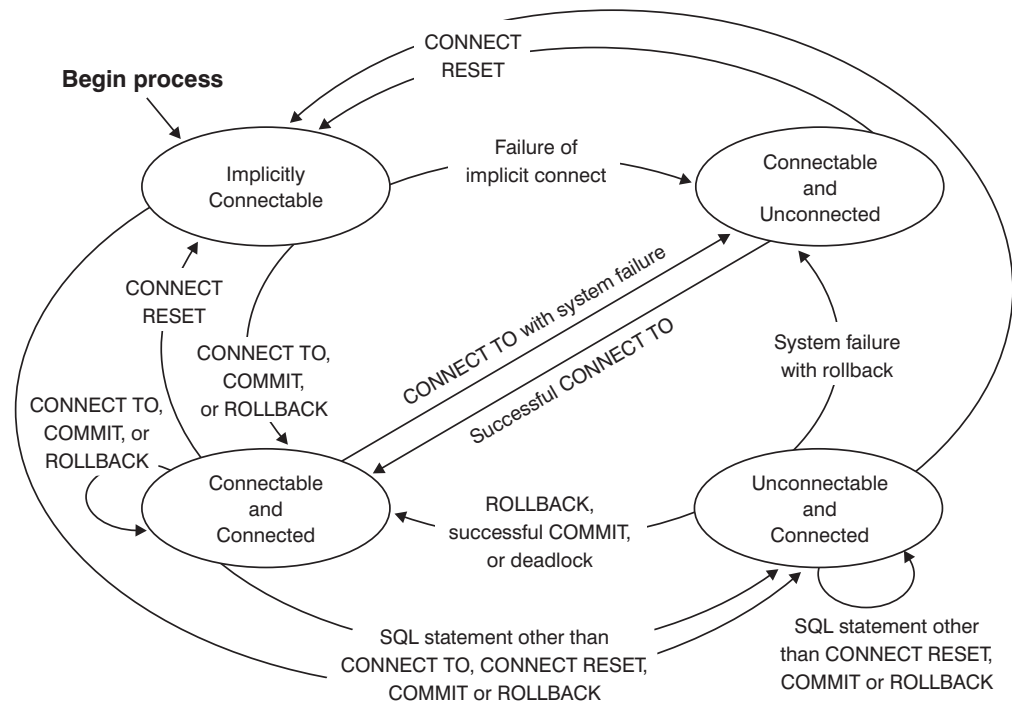 CONNECT
RESET
Begin process
Implicitly
Connectable
Failure of
implicit connect
Connectable
and
Unconnected
CONNECT
RESET
CONNECT TO,
COMMIT,
or ROLLBACK
CONNECT TO with system failure
Successful CONNECT TO
System failure
with rollback
CONNECT TO,
COMMIT, or
ROLLBACK
Connectable
and
Connected
ROLLBACK,
successful COMMIT,
or deadlock
Unconnectable
and
Connected
SQL statement other than
CONNECT TO, CONNECT RESET,
COMMIT or ROLLBACK
SQL statement other
than CONNECT RESET,
COMMIT or ROLLBACK